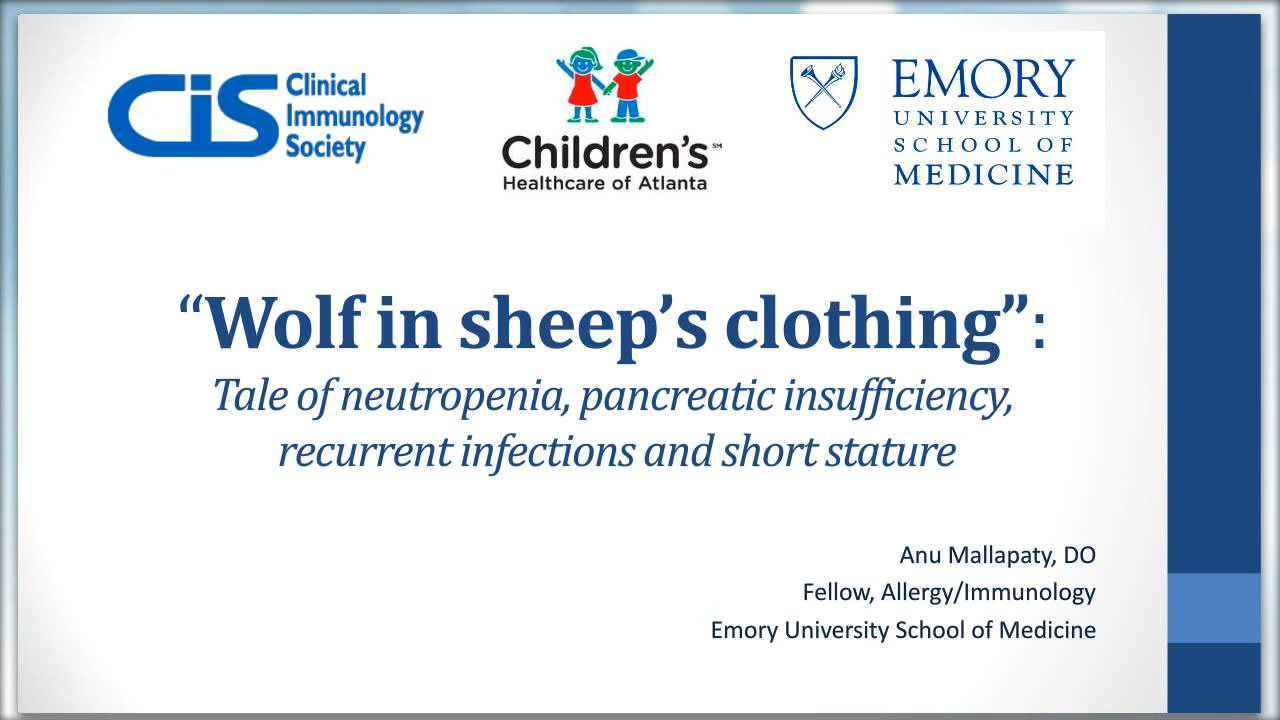 CIS Clinical
Immunology
Society
Children's SM
Healthcare of Atlanta
EMORY
UNIVERSITY
SCHOOL OF
MEDICINE
“Wolf in sheep’s clothing”:
Tale of neutropenia, pancreatic insufficiency,
recurrent infections and short stature
Anu Mallapaty, DO
Fellow, Allergy/Immunology
Emory University School of Medicine